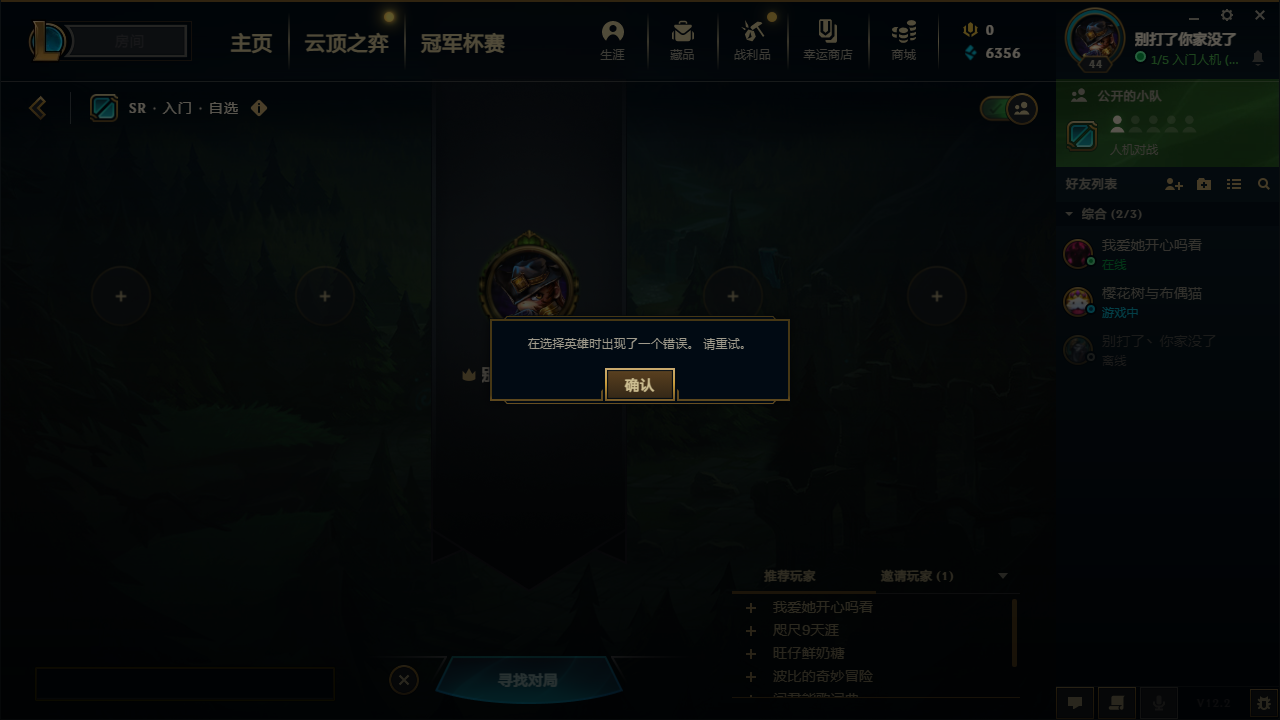 房间
主页
云顶之弈
冠军杯赛
生涯
藏品
战利品
幸运商店
商城
0
6356
44
别打了你家没了
1/5 入门人机 (...
SR · 入门 · 自选
公开的小队
人机对战
好友列表
综合 (2/3)
我爱她开心吗看
在线
樱花树与布偶猫
游戏中
别打了丶你家没了
离线
在选择英雄时出现了一个错误。 请重试。
确认
推荐玩家
邀请玩家 (1)
我爱她开心吗看
咫尺9天涯
旺仔鲜奶糖
波比的奇妙冒险
寻找对局
V12.2